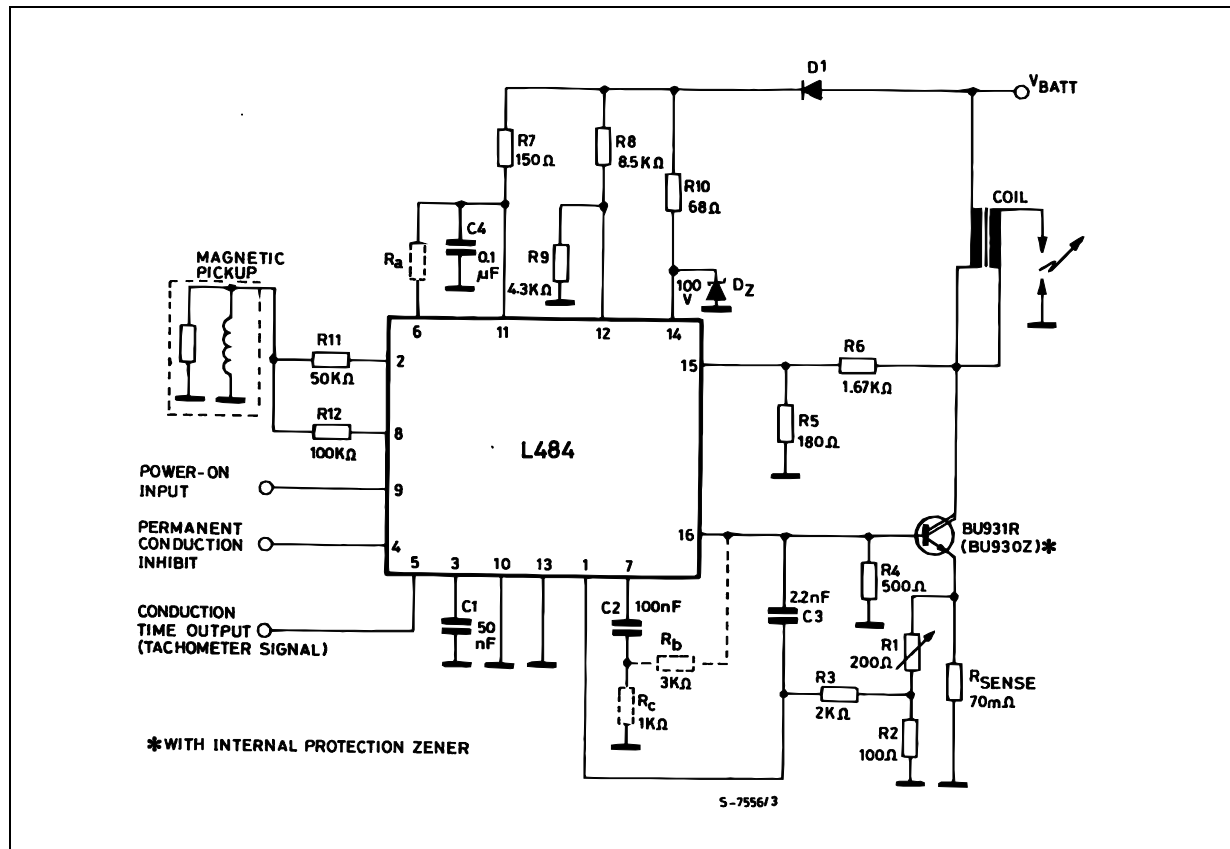 D1
VBATT
R7
150Ω
R8
8.5KΩ
R10
68Ω
COIL
C4
0.1
μF
Ra
R9
4.3KΩ
100
V
DZ
MAGNETIC
PICKUP
6
11
12
14
R11
50KΩ
2
15
R6
1.67KΩ
R12
100KΩ
8
R5
180Ω
L484
POWER-ON
INPUT
9
PERMANENT
CONDUCTION
INHIBIT
4
16
BU931R
(BU930Z)*
5
3
10
13
1
7
R4
500Ω
CONDUCTION
TIME OUTPUT
(TACHOMETER SIGNAL)
C1
50
nF
C2
100nF
2.2nF
C3
Rb
3KΩ
R1
200Ω
RSENSE
70mΩ
Rc
1KΩ
R3
2KΩ
R2
100Ω
*WITH INTERNAL PROTECTION ZENER
S-7556/3